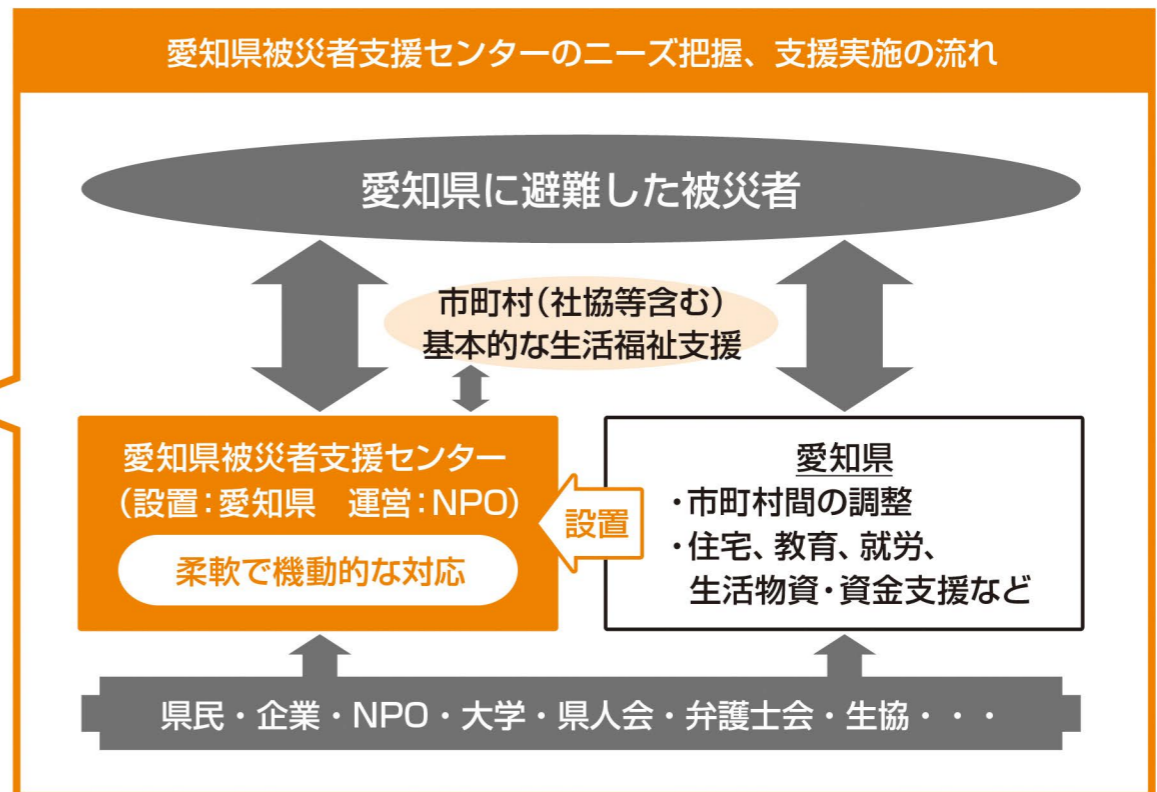 愛知県被災者支援センターのニーズ把握、支援実施の流れ
愛知県に避難した被災者
市町村(社協等含む)
基本的な生活福祉支援
愛知県被災者支援センター
(設置:愛知県　運営:NPO)
柔軟で機動的な対応
設置
愛知県
・市町村間の調整
・住宅、教育、就労、
生活物資・資金支援など
県民・企業・NPO・大学・県人会・弁護士会・生協・・・